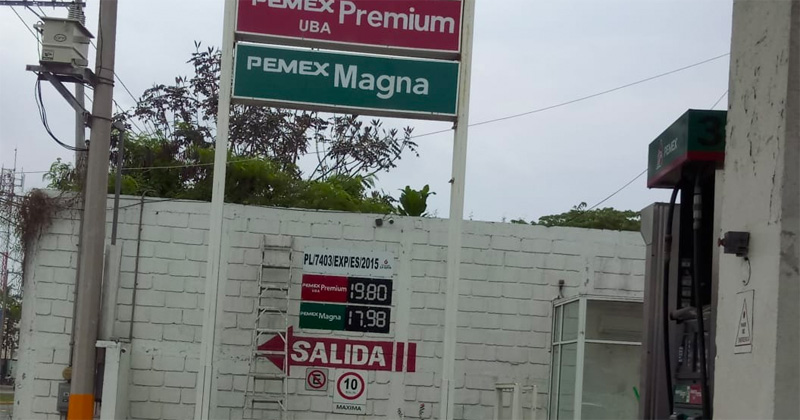 PEMEX Premium
UBA
PEMEX Magna
PEMEX
3
PL/7403/EXP/ES/2015
PEMEX Premium 19.80
UBA
PEMEX Magna 17.98
SALIDA
E
10
MAXIMA